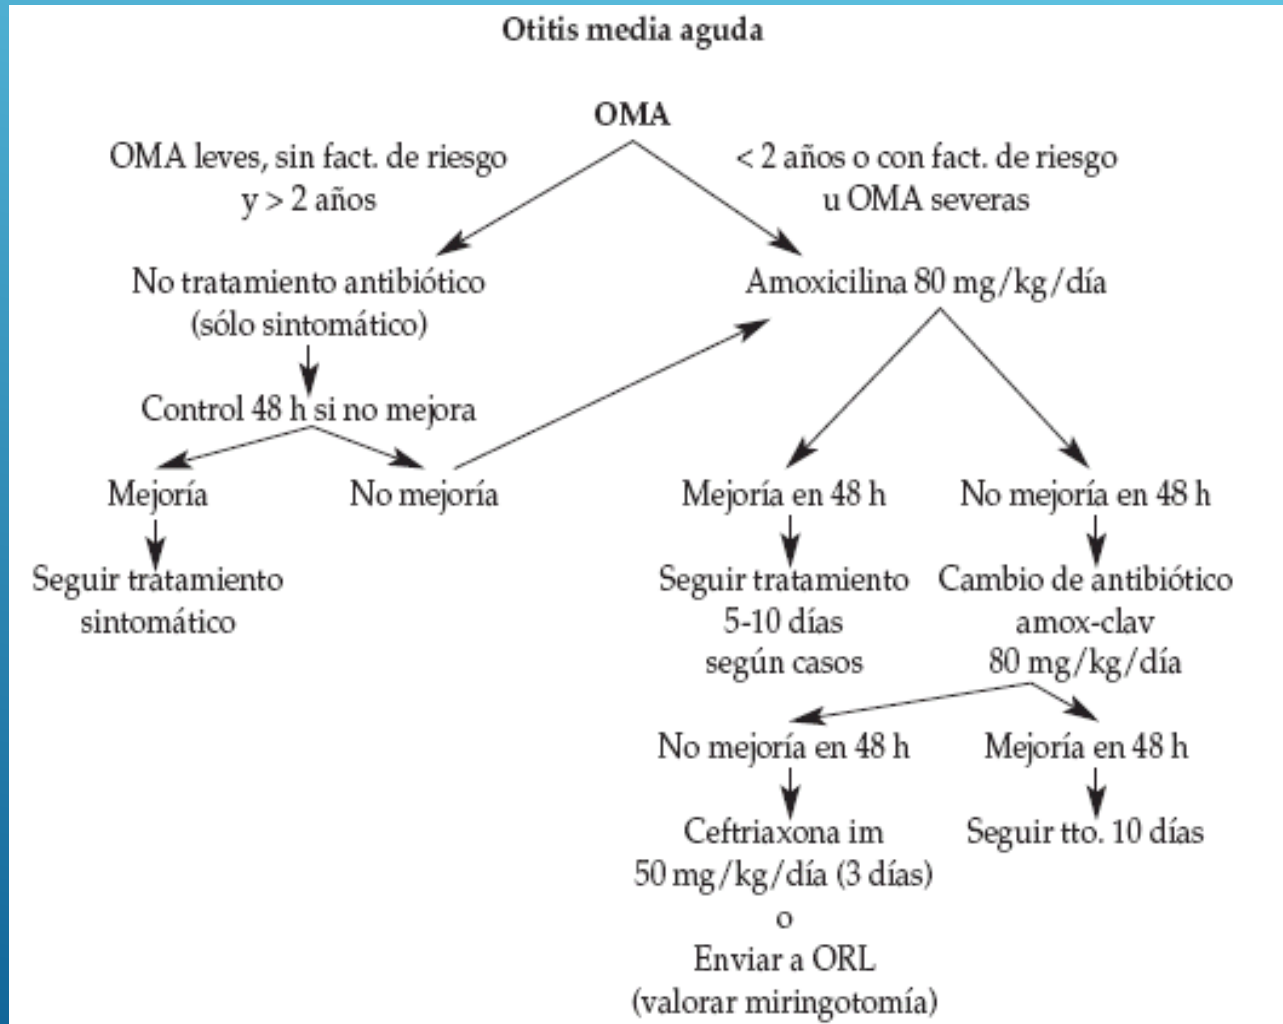 Otitis media aguda
OMA
OMA leves, sin fact. de riesgo
y > 2 años
< 2 años o con fact. de riesgo
u OMA severas
No tratamiento antibiótico
(sólo sintomático)
Amoxicilina 80 mg/kg/día
Control 48 h si no mejora
Mejoría
No mejoría
Mejoría en 48 h
No mejoría en 48 h
Seguir tratamiento
sintomático
Seguir tratamiento
5-10 días
según casos
Cambio de antibiótico
amox-clav
80 mg/kg/día
No mejoría en 48 h
Mejoría en 48 h
Ceftriaxona im
50 mg/kg/día (3 días)
o
Enviar a ORL
(valorar miringotomía)
Seguir tto. 10 días